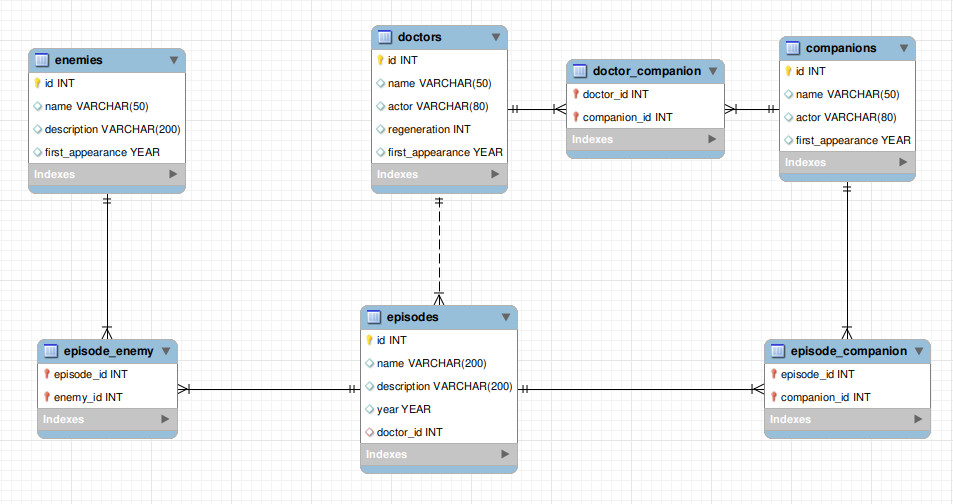 enemies
id INT
name VARCHAR(50)
description VARCHAR(200)
first_appearance YEAR
Indexes
doctors
id INT
name VARCHAR(50)
actor VARCHAR(80)
regeneration INT
first_appearance YEAR
Indexes
doctor_companion
doctor_id INT
companion_id INT
Indexes
companions
id INT
name VARCHAR(50)
actor VARCHAR(80)
first_appearance YEAR
Indexes
episode_enemy
episode_id INT
enemy_id INT
Indexes
episodes
id INT
name VARCHAR(200)
description VARCHAR(200)
year YEAR
doctor_id INT
Indexes
episode_companion
episode_id INT
companion_id INT
Indexes